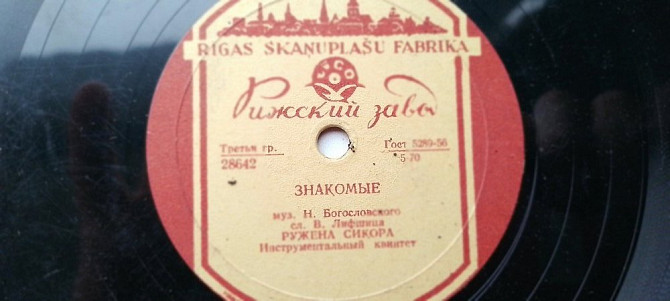 RĪGAS SKAŅUPLAŠU FABRIKA
Рижский завод
Третья гр.
28642
Гост 5289-56
5-70
ЗНАКОМЫЕ
муз. Н. Богословского
сл. В. Лифшица
РУЖЕНА СИКОРА
Инструментальный квинтет